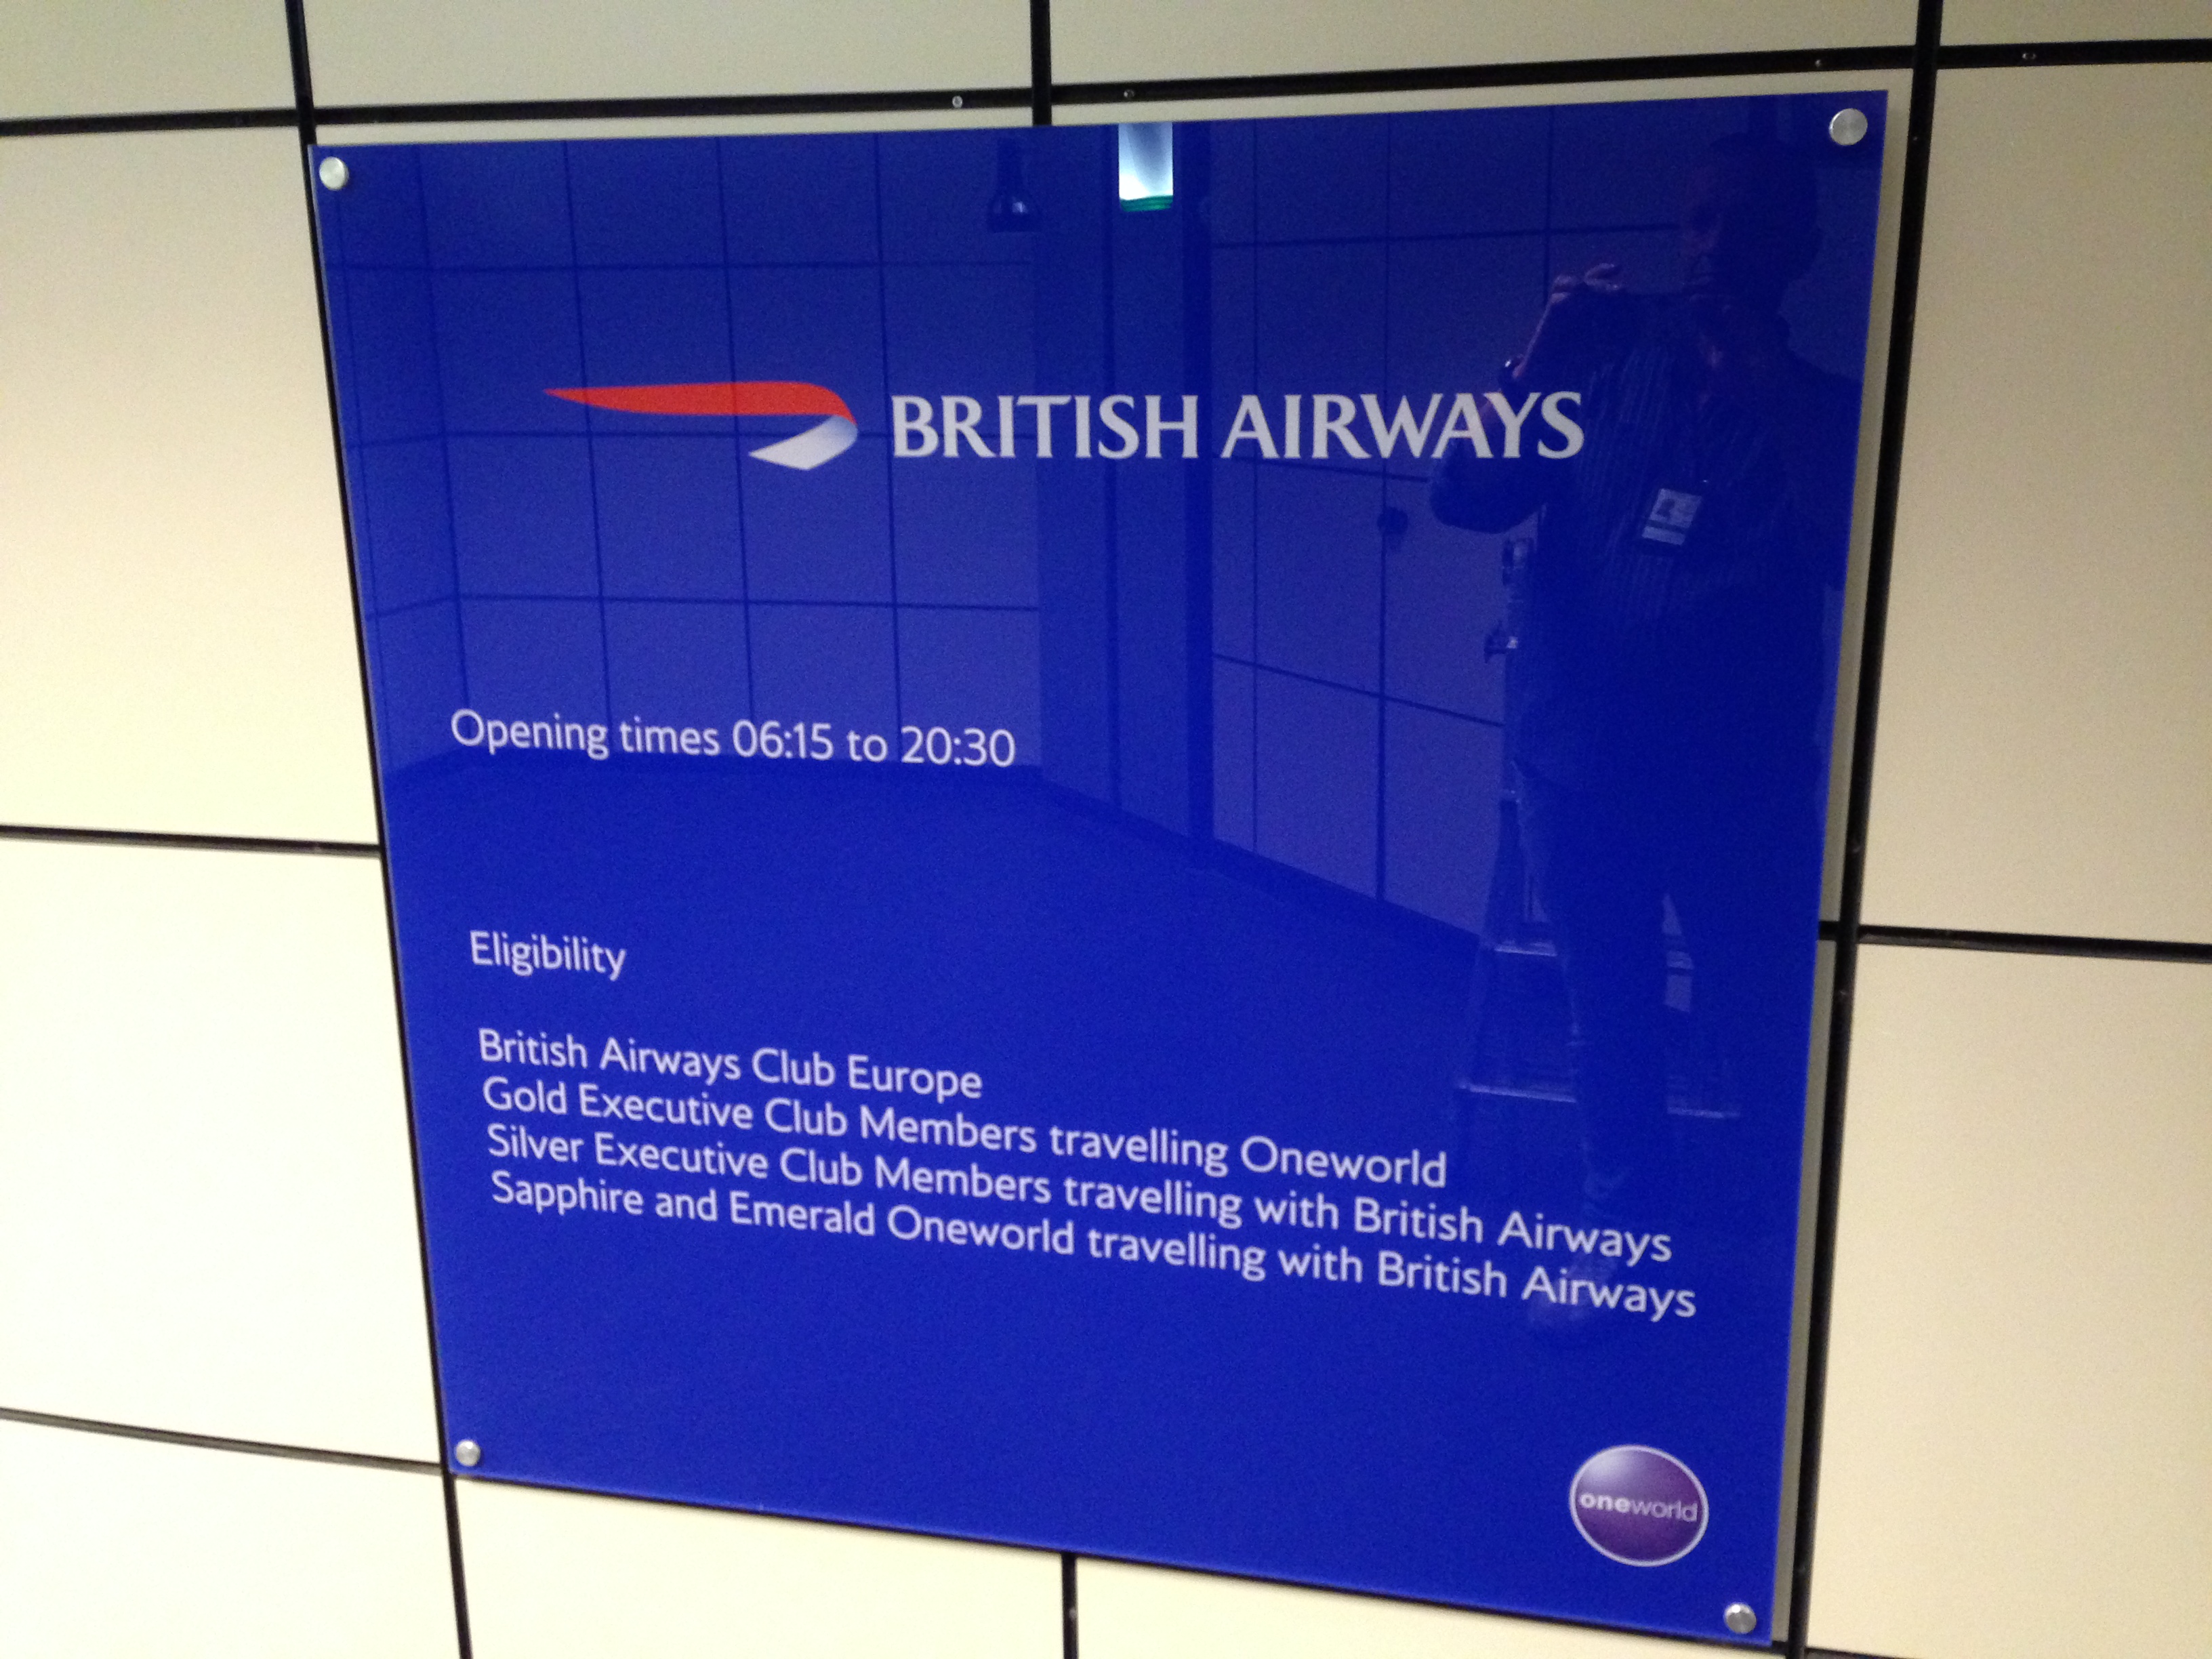 BRITISH AIRWAYS
Opening times 06:15 to 20:30
Eligibility
British Airways Club Europe
Gold Executive Club Members travelling Oneworld
Silver Executive Club Members travelling with British Airways
Sapphire and Emerald Oneworld travelling with British Airways
oneworld